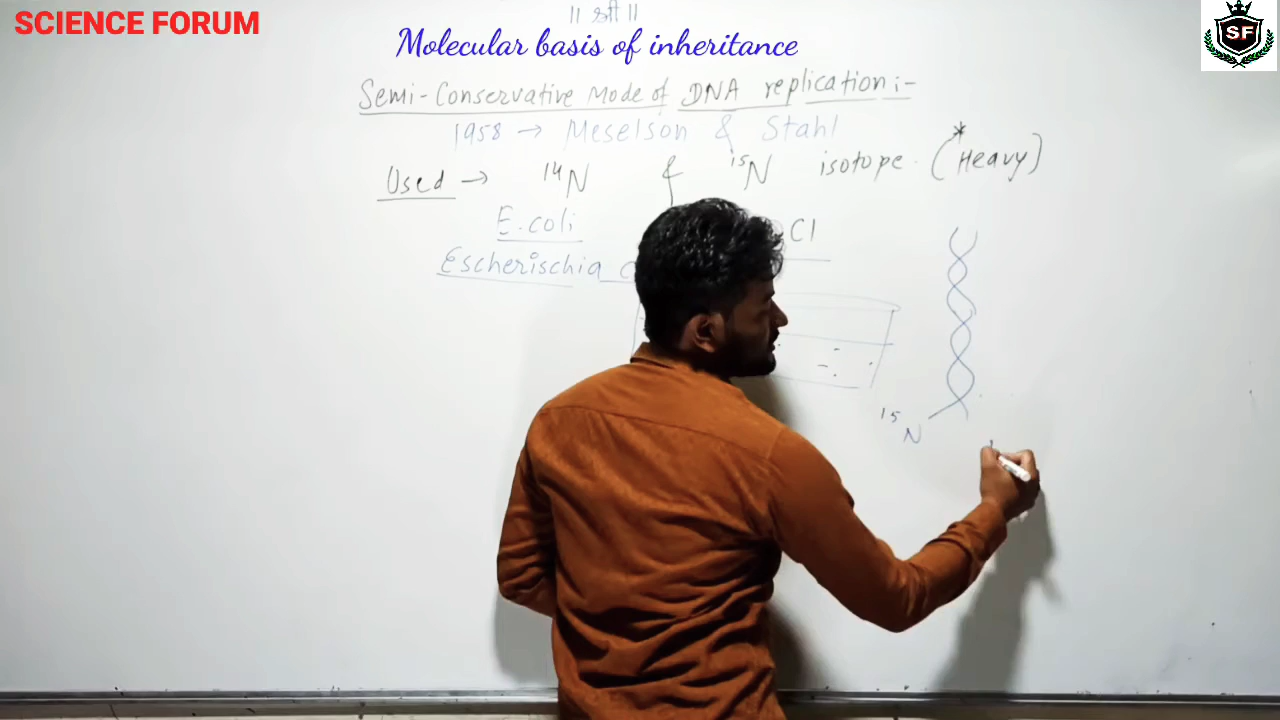 SCIENCE FORUM
SF
॥ श्री ॥
Molecular basis of inheritance
Semi-Conservative Mode of DNA replication :-
1958 → Meselson & Stahl
Used → ¹⁴N & ¹⁵N isotope. (*Heavy)
E.coli Cl
Escherischia
¹⁵N